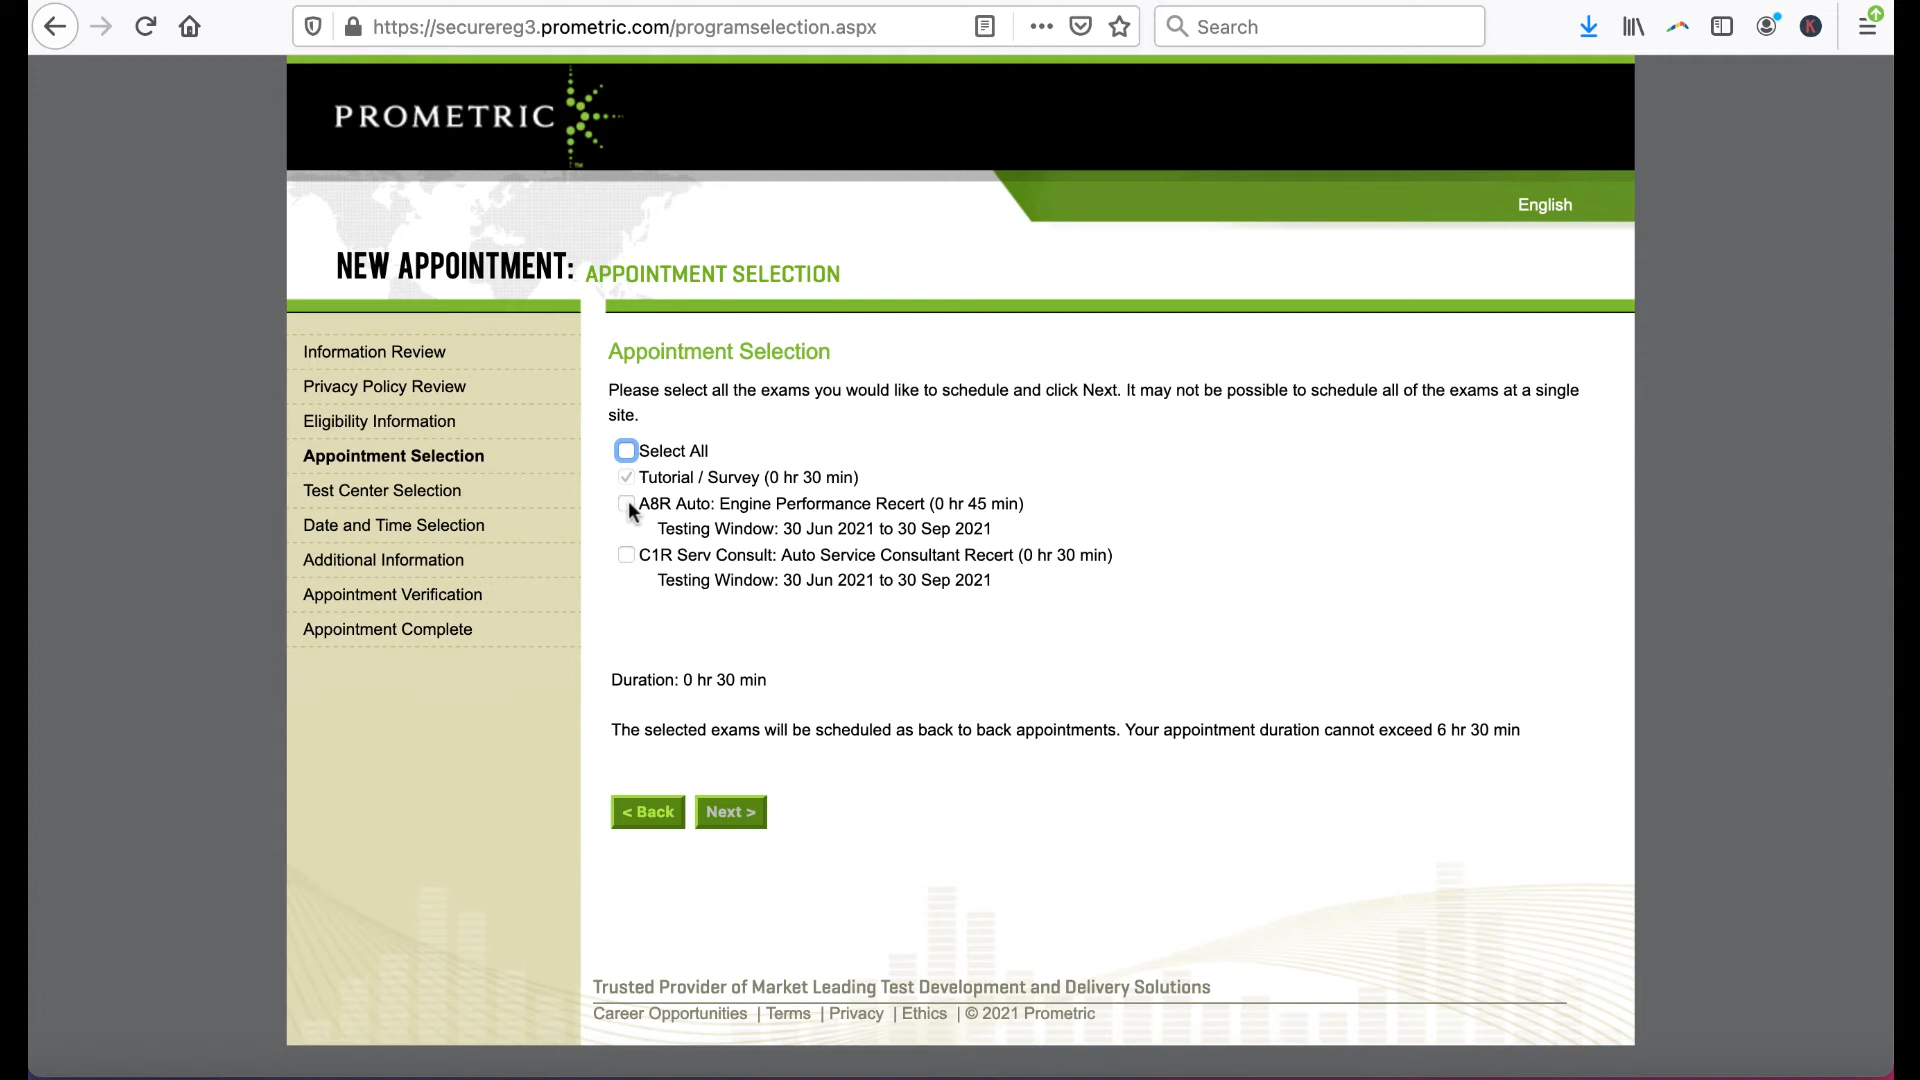 https://securereg3.prometric.com/programselection.aspx
Search
K
PROMETRIC
TM
English
NEW APPOINTMENT: APPOINTMENT SELECTION
Information Review
Privacy Policy Review
Eligibility Information
Appointment Selection
Test Center Selection
Date and Time Selection
Additional Information
Appointment Verification
Appointment Complete
Appointment Selection
Please select all the exams you would like to schedule and click Next. It may not be possible to schedule all of the exams at a single
site.
Select All
Tutorial / Survey (0 hr 30 min)
A8R Auto: Engine Performance Recert (0 hr 45 min)
Testing Window: 30 Jun 2021 to 30 Sep 2021
C1R Serv Consult: Auto Service Consultant Recert (0 hr 30 min)
Testing Window: 30 Jun 2021 to 30 Sep 2021
Duration: 0 hr 30 min
The selected exams will be scheduled as back to back appointments. Your appointment duration cannot exceed 6 hr 30 min
< Back Next >
Trusted Provider of Market Leading Test Development and Delivery Solutions
Career Opportunities | Terms | Privacy | Ethics | © 2021 Prometric